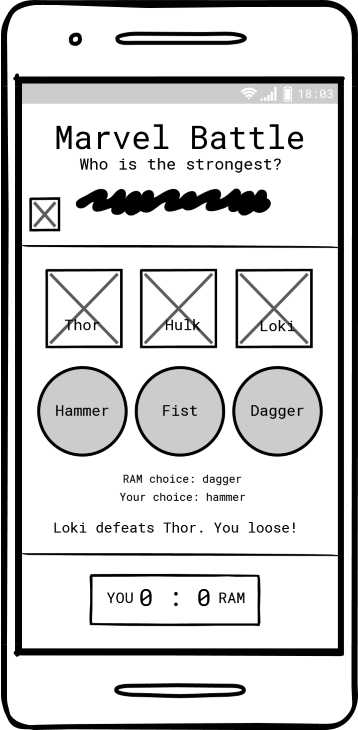 18:03
Marvel Battle
Who is the strongest?
Thor Hulk Loki
Hammer Fist Dagger
RAM choice: dagger
Your choice: hammer
Loki defeats Thor. You loose!
YOU 0 : 0 RAM